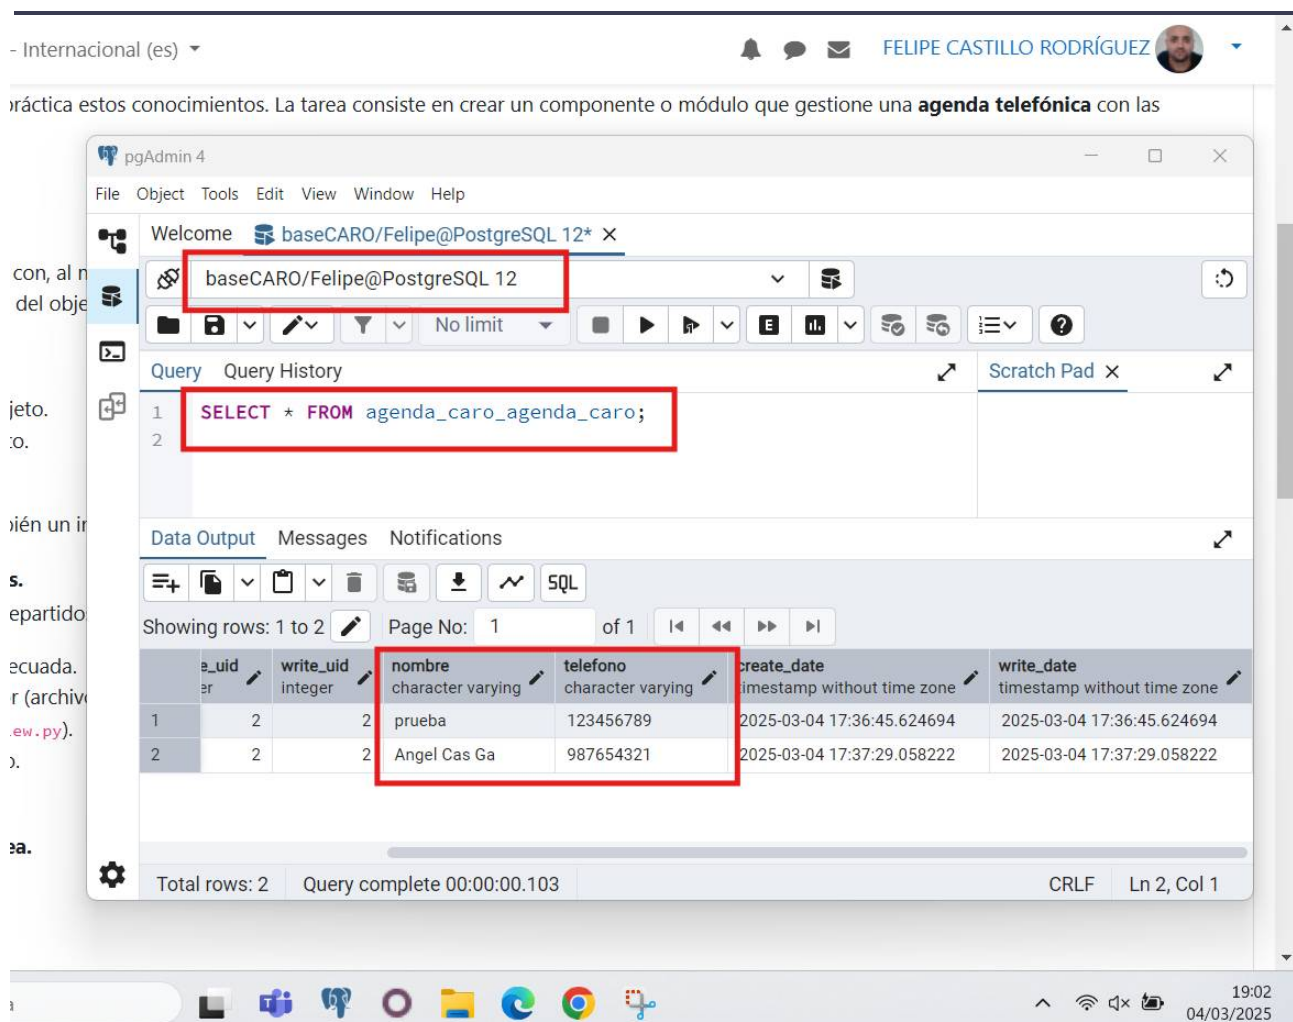 - Internacional (es)
FELIPE CASTILLO RODRÍGUEZ
práctica estos conocimientos. La tarea consiste en crear un componente o módulo que gestione una agenda telefónica con las
pgAdmin 4
File Object Tools Edit View Window Help
Welcome baseCARO/Felipe@PostgreSQL 12*
con, al
baseCARO/Felipe@PostgreSQL 12
del obje
No limit
E
Query Query History Scratch Pad
jeto.
1 SELECT * FROM agenda_caro_agenda_caro;
to.
2
bién un
Data Output Messages Notifications
s.
SQL
epartido
Showing rows: 1 to 2 Page No: 1 of 1
ecuada.
e_uid write_uid nombre telefono create_date write_date
er integer character varying character varying timestamp without time zone timestamp without time zone
r (archiv
1 2 2 prueba 123456789 2025-03-04 17:36:45.624694 2025-03-04 17:36:45.624694
ew.py).
2 2 2 Angel Cas Ga 987654321 2025-03-04 17:37:29.058222 2025-03-04 17:37:29.058222
o.
ea.
Total rows: 2 Query complete 00:00:00.103 CRLF Ln 2, Col 1
a
19:02
04/03/2025